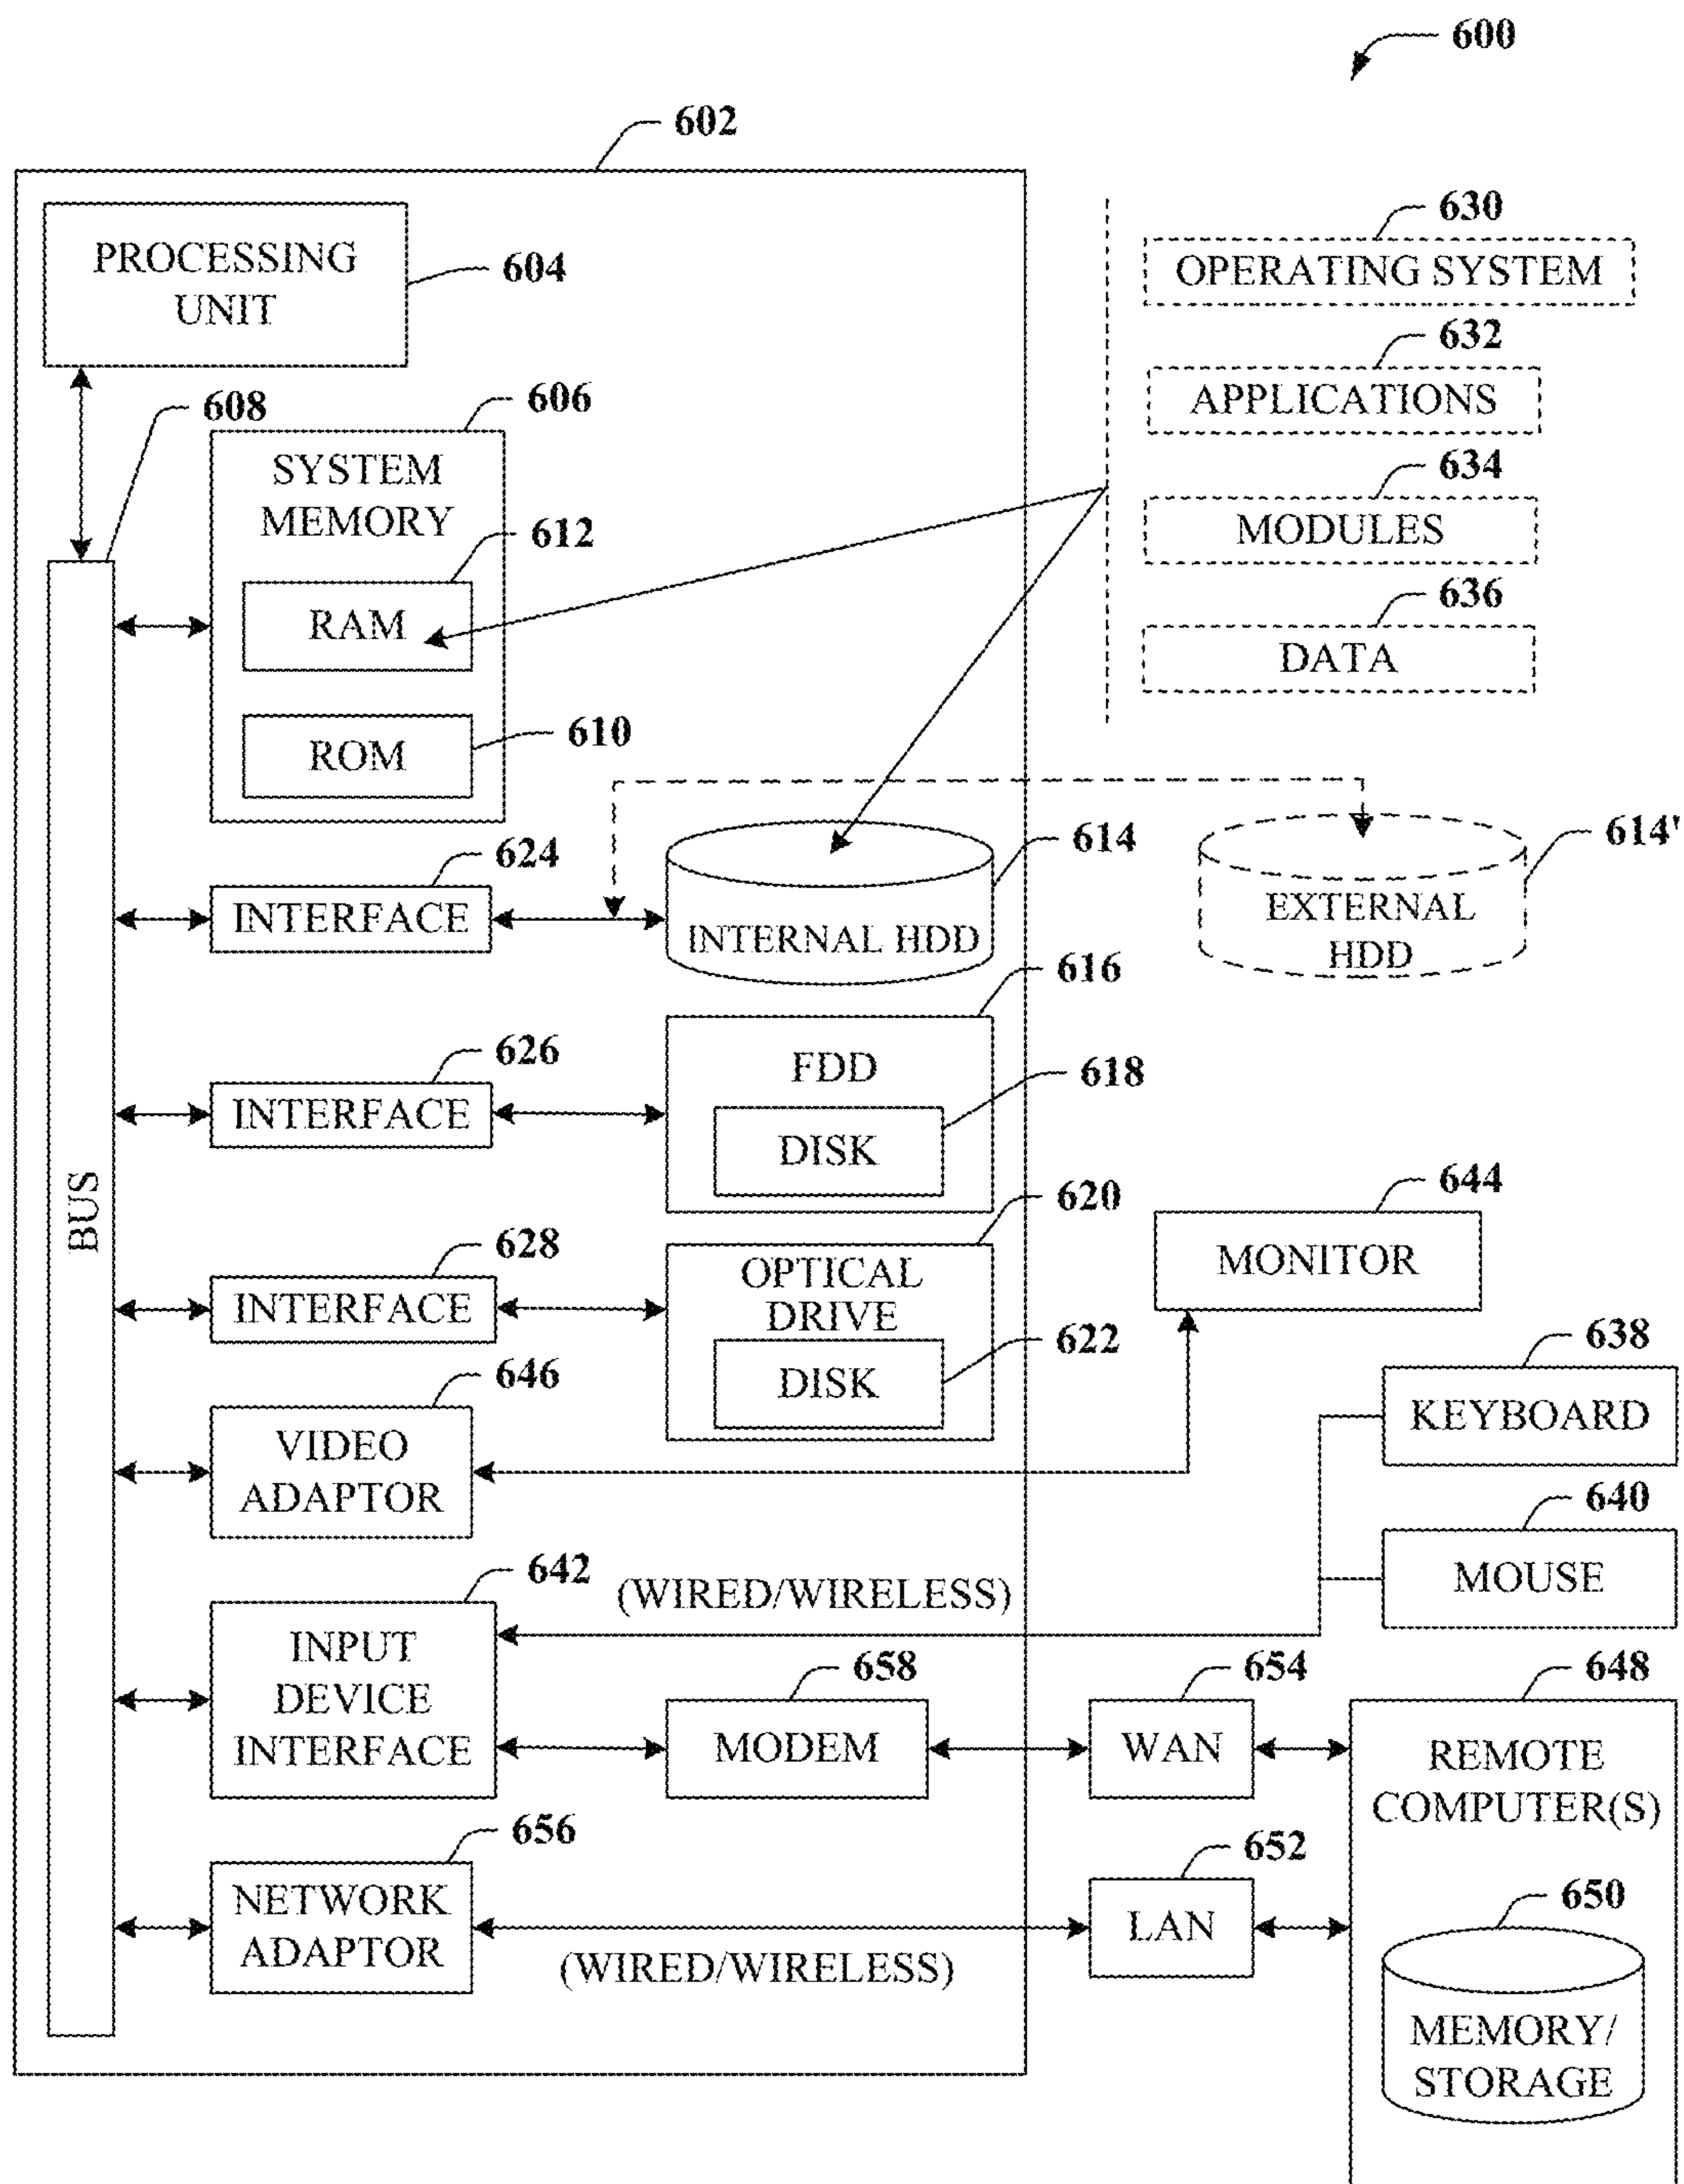 600
602
PROCESSING
UNIT
604
630
OPERATING SYSTEM
632
APPLICATIONS
634
MODULES
636
DATA
608
606
SYSTEM
MEMORY
612
RAM
610
ROM
BUS
624
INTERFACE
614
INTERNAL HDD
614'
EXTERNAL
HDD
626
INTERFACE
616
FDD
618
DISK
628
INTERFACE
620
OPTICAL
DRIVE
622
DISK
644
MONITOR
646
VIDEO
ADAPTOR
638
KEYBOARD
640
MOUSE
642
INPUT
DEVICE
INTERFACE
(WIRED/WIRELESS)
658
MODEM
654
WAN
648
REMOTE
COMPUTER(S)
656
NETWORK
ADAPTOR
(WIRED/WIRELESS)
652
LAN
650
MEMORY/
STORAGE